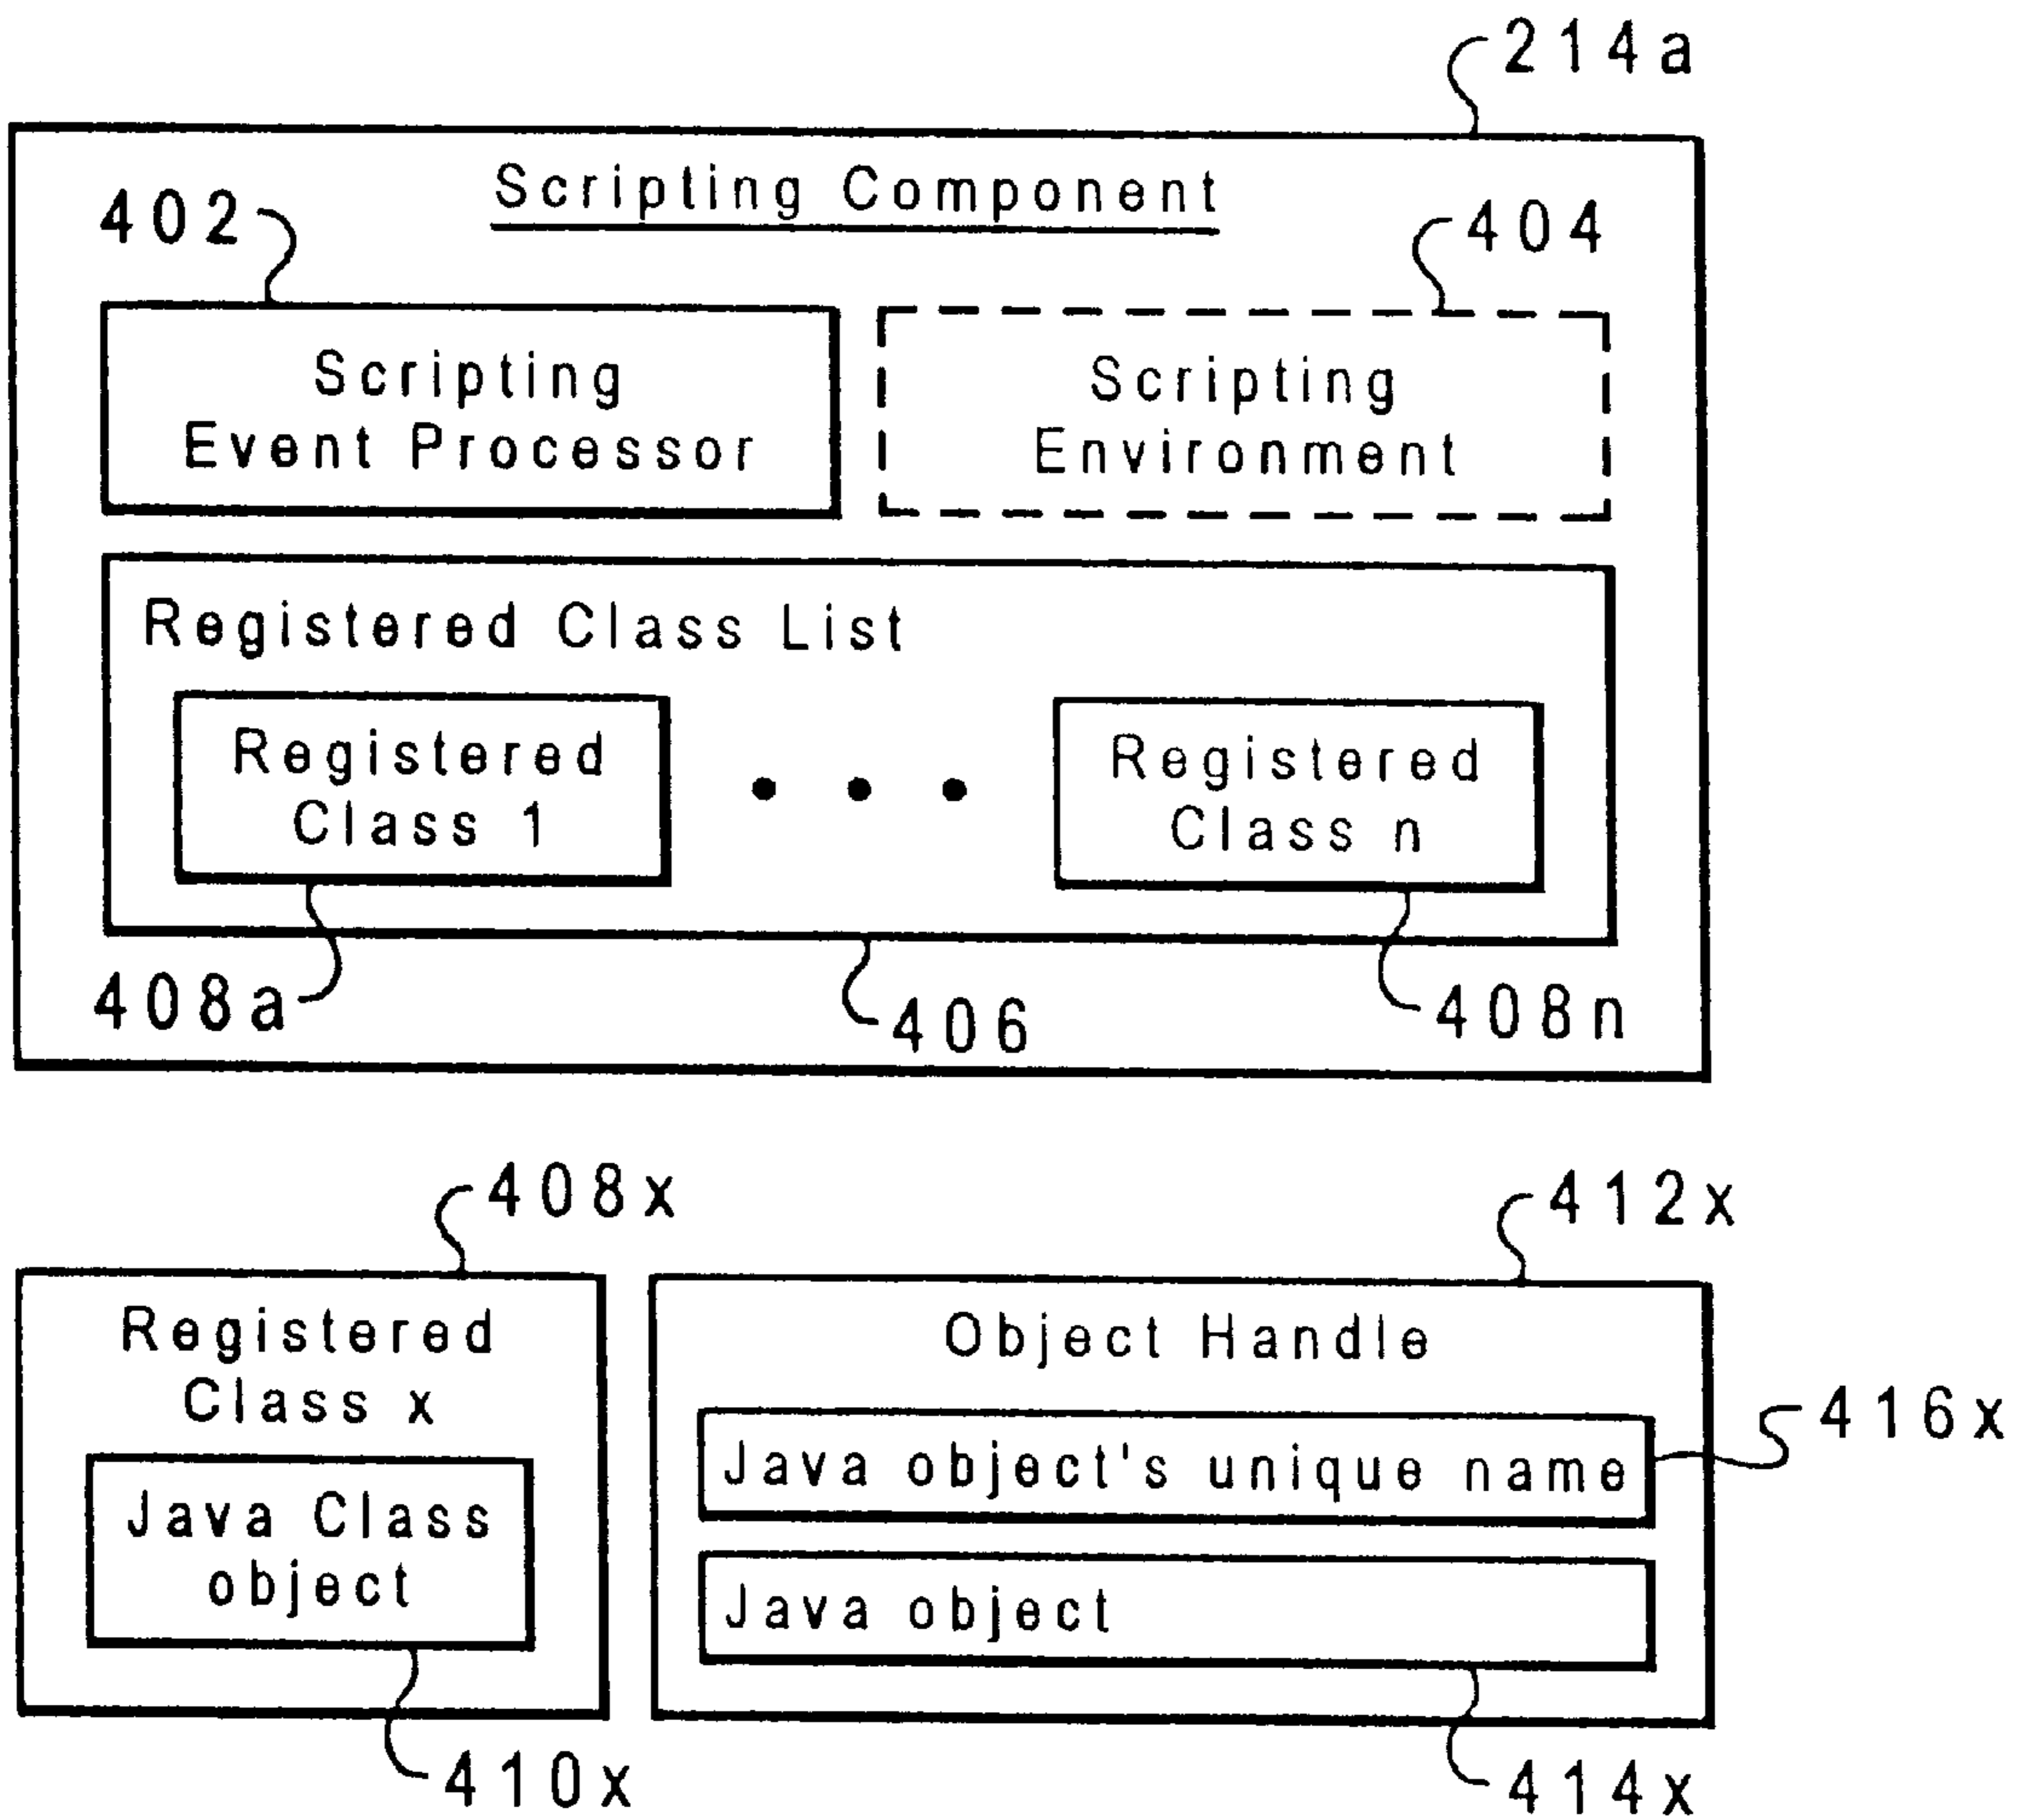 214a
Scripting Component
402
404
Scripting
Event Processor
Scripting
Environment
Registered Class List
Registered
Class 1
Registered
Class n
408a
406
408n
408x
412x
Registered
Class x
Java Class
object
410x
Object Handle
416x
Java object's unique name
Java object
414x